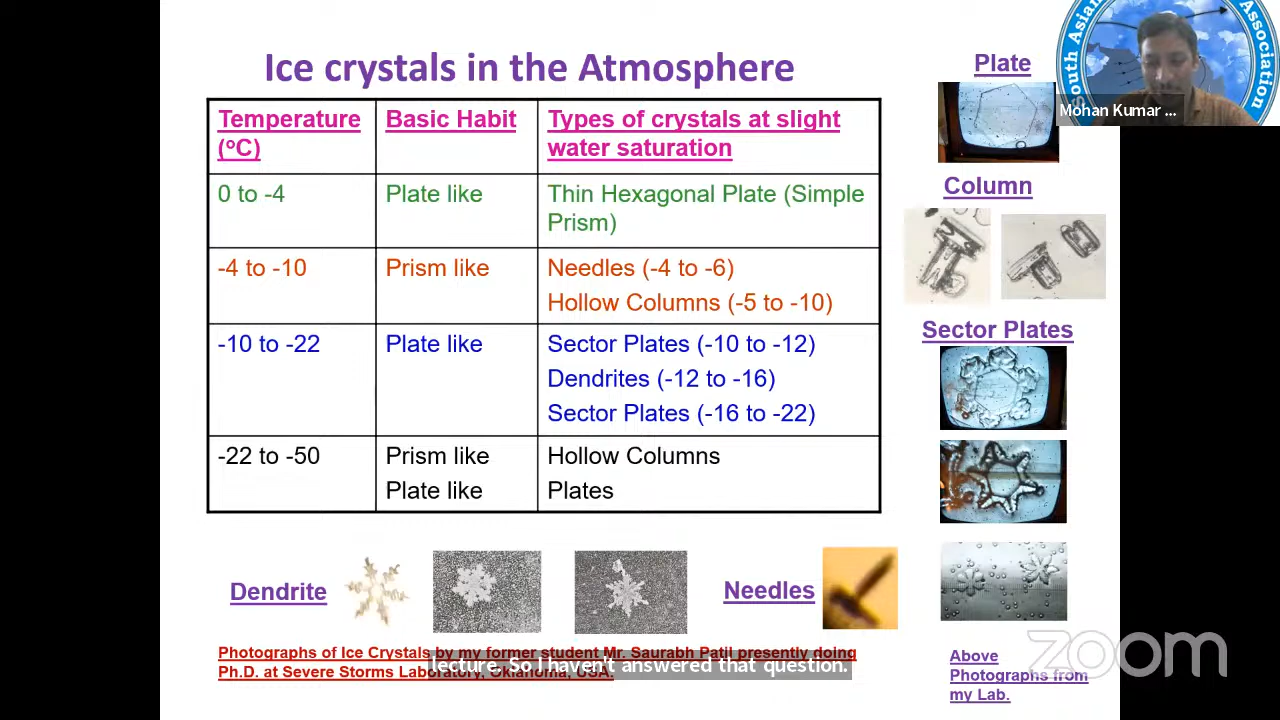 Ice crystals in the Atmosphere
Temperature
(oC)
Basic Habit
Types of crystals at slight
water saturation
0 to -4
Plate like
Thin Hexagonal Plate (Simple
Prism)
-4 to -10
Prism like
Needles (-4 to -6)
Hollow Columns (-5 to -10)
-10 to -22
Plate like
Sector Plates (-10 to -12)
Dendrites (-12 to -16)
Sector Plates (-16 to -22)
-22 to -50
Prism like
Plate like
Hollow Columns
Plates
Plate
South Asian
Association
Mohan Kumar ...
Column
Sector Plates
Dendrite
Needles
Photographs of Ice Crystals by my former student Mr. Saurabh Patil presently doing
Ph.D. at Severe Storms Laboratory, Oklahoma, USA.
lecture. So I haven't answered that question.
Above
Photographs from
my Lab.
zoom